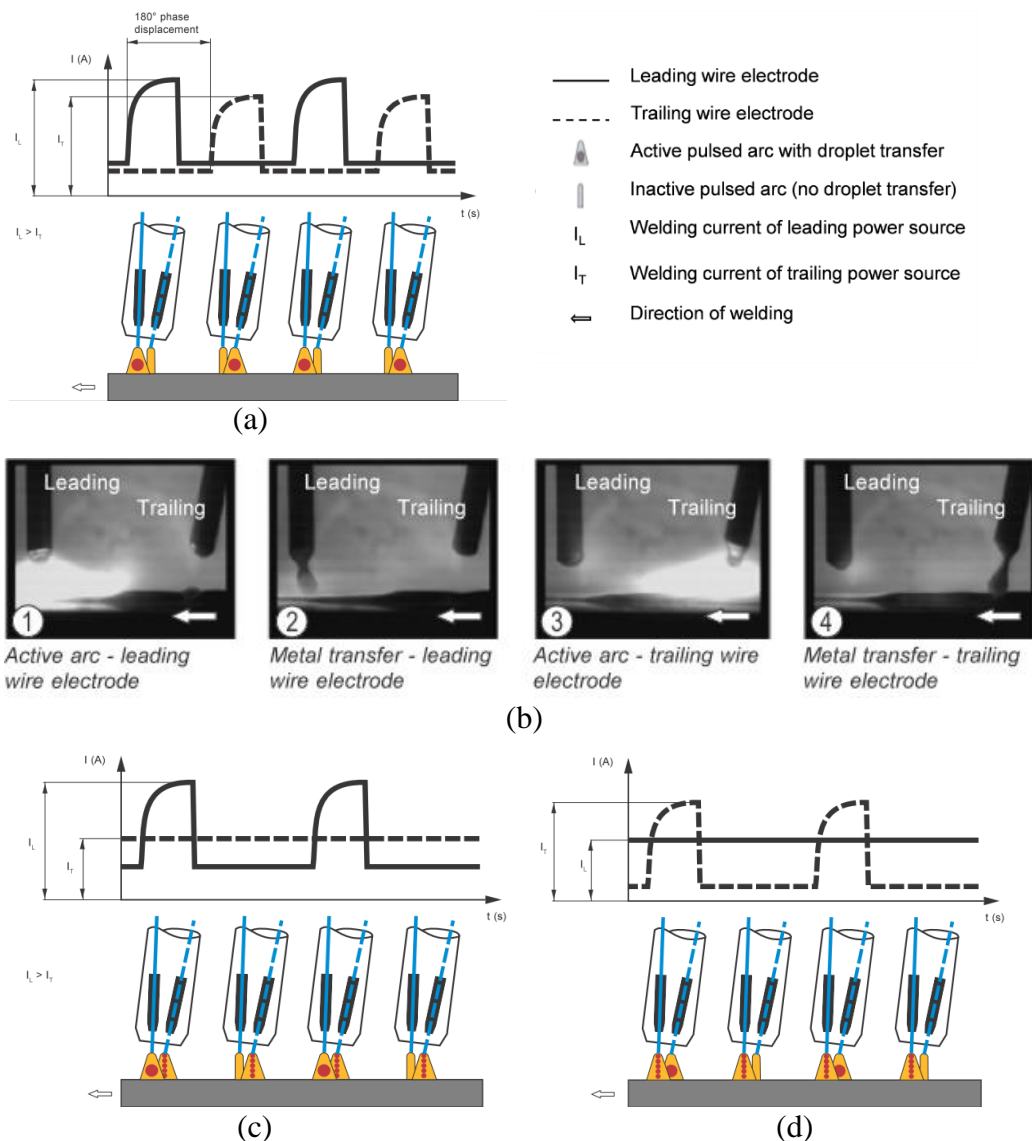 180° phase
displacement
I (A)
I_L
I_T
t (s)
I_L > I_T
Leading wire electrode
Trailing wire electrode
Active pulsed arc with droplet transfer
Inactive pulsed arc (no droplet transfer)
I_L Welding current of leading power source
I_T Welding current of trailing power source
Direction of welding
(a)
Leading
Trailing
1
Active arc - leading
wire electrode
Leading
Trailing
2
Metal transfer - leading
wire electrode
Leading
Trailing
3
Active arc - trailing wire
electrode
Leading
Trailing
4
Metal transfer - trailing
wire electrode
(b)
I (A)
I_L
I_T
t (s)
I_L > I_T
(c)
I (A)
I_T
I_L
t (s)
(d)